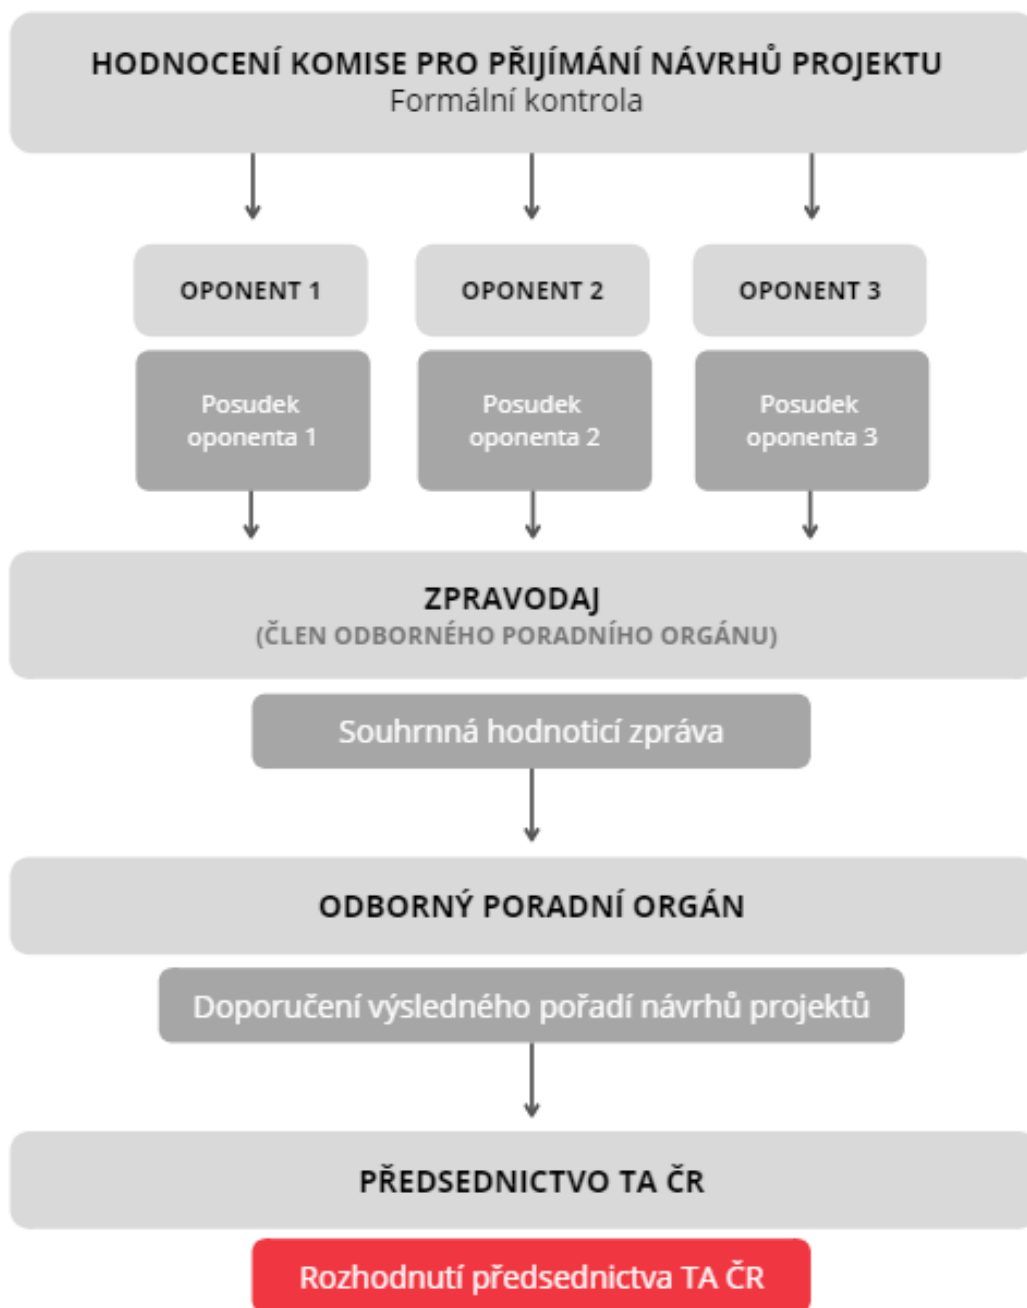 HODNOCENÍ KOMISE PRO PŘIJÍMÁNÍ NÁVRHŮ PROJEKTU
Formální kontrola
OPONENT 1
OPONENT 2
OPONENT 3
Posudek
oponenta 1
Posudek
oponenta 2
Posudek
oponenta 3
ZPRAVODAJ
(ČLEN ODBORNÉHO PORADNÍHO ORGÁNU)
Souhrnná hodnoticí zpráva
ODBORNÝ PORADNÍ ORGÁN
Doporučení výsledného pořadí návrhů projektů
PŘEDSEDNICTVO TA ČR
Rozhodnutí předsednictva TA ČR